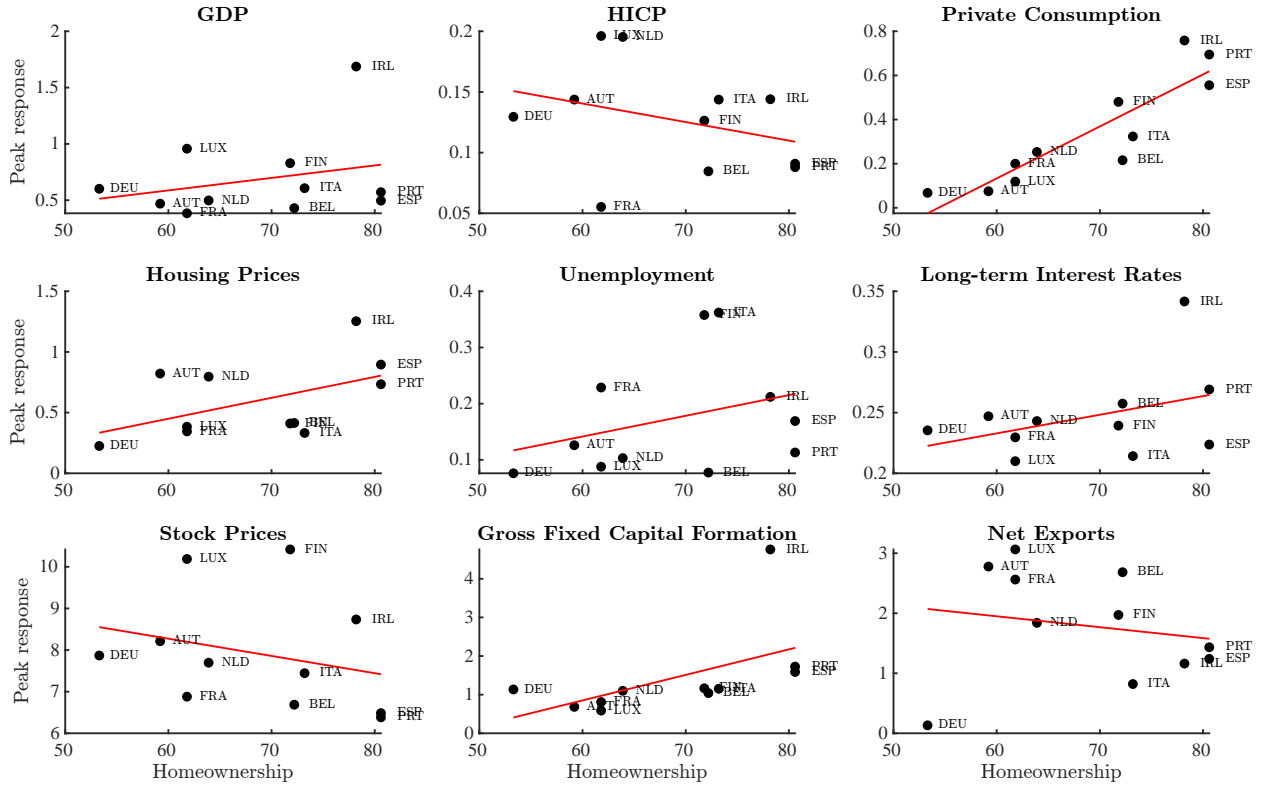 GDP
2
1.5
1
0.5
Peak response
IRL
LUX
FIN
DEU
ITA
PRT
AUT
NLD
ESP
FRA
BEL
50
60
70
80
HICP
0.2
0.15
0.1
0.05
LUX
NLD
AUT
ITA
IRL
DEU
FIN
BEL
ESP
PRT
FRA
50
60
70
80
Private Consumption
0.8
0.6
0.4
0.2
0
IRL
PRT
ESP
FIN
ITA
NLD
FRA
BEL
LUX
DEU
AUT
50
60
70
80
Housing Prices
1.5
1
0.5
0
Peak response
IRL
ESP
AUT
NLD
PRT
LUX
FRA
FIN
BEL
ITA
DEU
50
60
70
80
Unemployment
0.4
0.3
0.2
0.1
FIN
ITA
FRA
IRL
ESP
AUT
PRT
NLD
LUX
DEU
BEL
50
60
70
80
Long-term Interest Rates
0.35
0.3
0.25
0.2
IRL
PRT
BEL
AUT
NLD
DEU
FIN
FRA
ESP
ITA
LUX
50
60
70
80
Stock Prices
10
9
8
7
6
Peak response
FIN
LUX
IRL
AUT
DEU
NLD
ITA
FRA
BEL
ESP
PRT
50
60
70
80
Homeownership
Gross Fixed Capital Formation
4
3
2
1
0
IRL
PRT
ESP
DEU
NLD
FIN
BEL
ITA
AUT
FRA
LUX
50
60
70
80
Homeownership
Net Exports
3
2
1
0
LUX
AUT
BEL
FRA
FIN
NLD
PRT
ESP
IRL
ITA
DEU
50
60
70
80
Homeownership